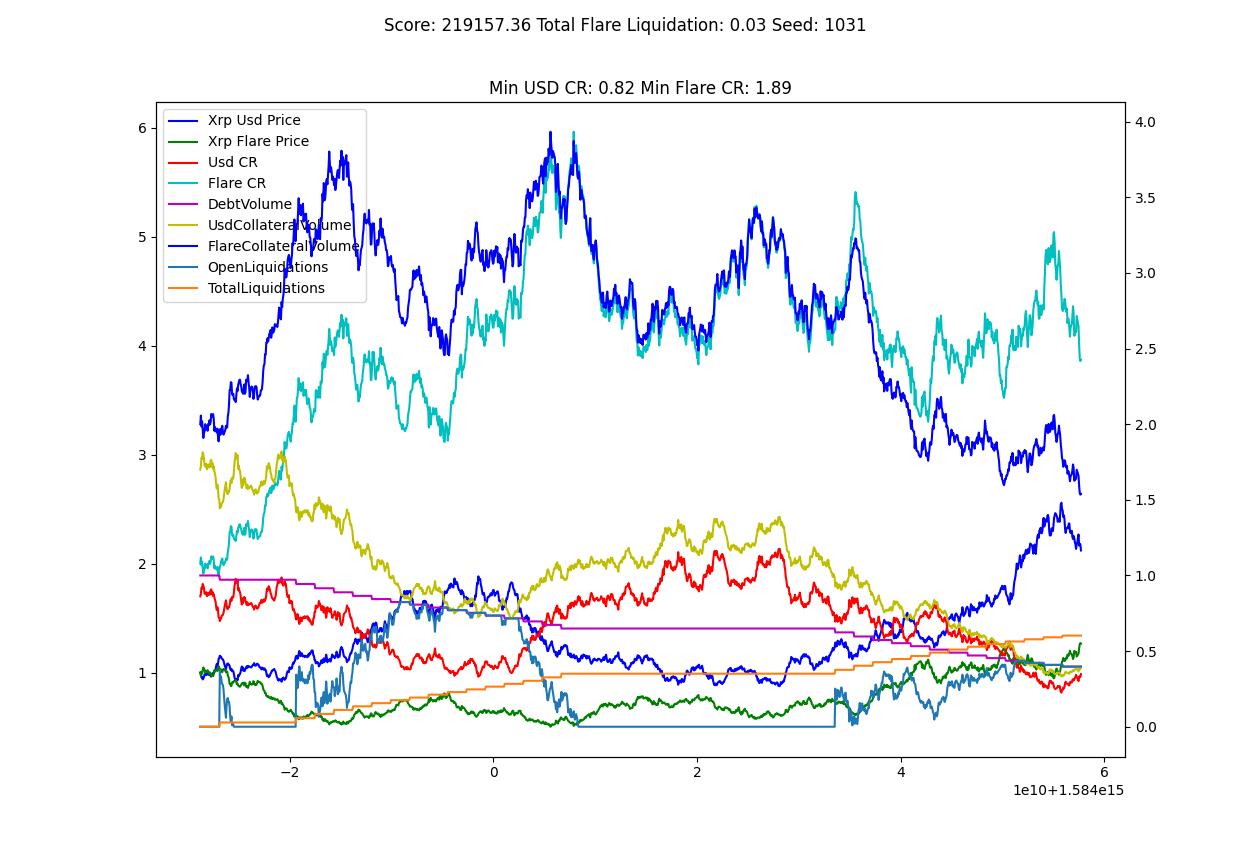 Score: 219157.36 Total Flare Liquidation: 0.03 Seed: 1031
Min USD CR: 0.82 Min Flare CR: 1.89
Xrp Usd Price
Xrp Flare Price
Usd CR
Flare CR
DebtVolume
UsdCollateralVolume
FlareCollateralVolume
OpenLiquidations
TotalLiquidations
6
5
4
3
2
1
4.0
3.5
3.0
2.5
2.0
1.5
1.0
0.5
0.0
−2
0
2
4
6
1e10+1.584e15